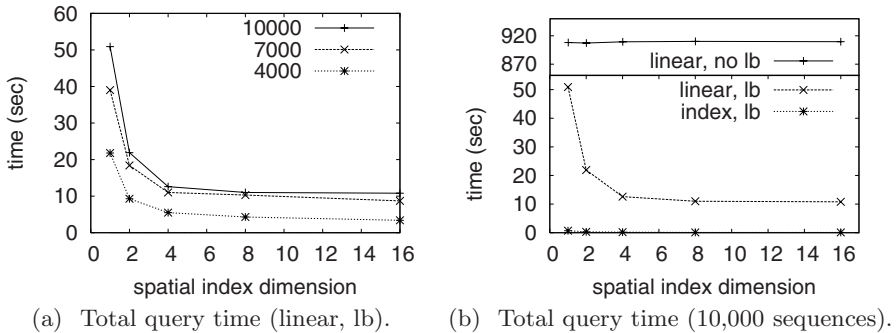 60
50
40
30
20
10
0
time (sec)
10000
7000
4000
0 2 4 6 8 10 12 14 16
spatial index dimension
(a) Total query time (linear, lb).
920
870
linear, no lb
50
40
30
20
10
0
time (sec)
linear, lb
index, lb
0 2 4 6 8 10 12 14 16
spatial index dimension
(b) Total query time (10,000 sequences).